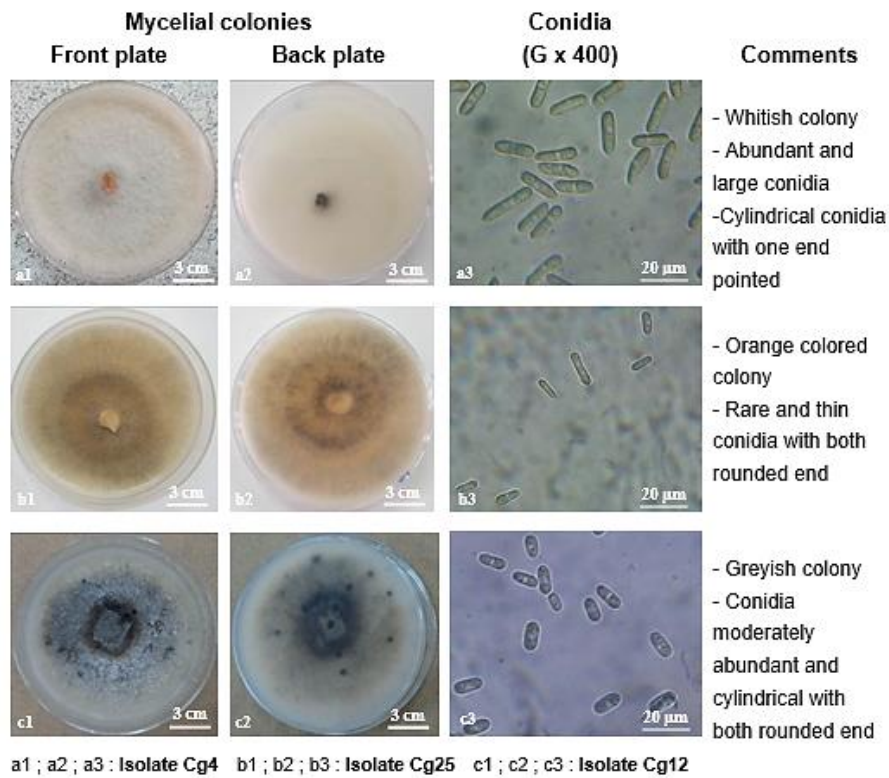 Mycelial colonies
Front plate
Back plate
Conidia
(G x 400)
Comments
a1
3 cm
a2
3 cm
a3
20 µm
- Whitish colony
- Abundant and
large conidia
-Cylindrical conidia
with one end
pointed
b1
3 cm
b2
3 cm
b3
20 µm
- Orange colored
colony
- Rare and thin
conidia with both
rounded end
c1
3 cm
c2
3 cm
c3
20 µm
- Greyish colony
- Conidia
moderately
abundant and
cylindrical with
both rounded end
a1 ; a2 ; a3 : Isolate Cg4
b1 ; b2 ; b3 : Isolate Cg25
c1 ; c2 ; c3 : Isolate Cg12